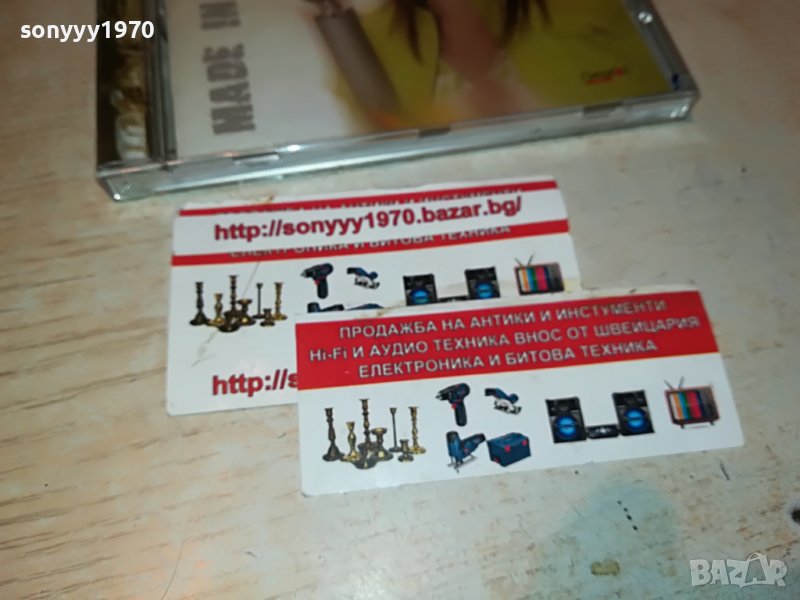 sonyyy1970
MADE IN
http://sonyyy1970.bazar.bg/
ЕЛЕКТРОНИКА И БИТОВА ТЕХНИКА
http://s
ПРОДАЖБА НА АНТИКИ И ИНСТУМЕНТИ
Hi-Fi И АУДИО ТЕХНИКА ВНОС ОТ ШВЕЙЦАРИЯ
ЕЛЕКТРОНИКА И БИТОВА ТЕХНИКА
BAZAR